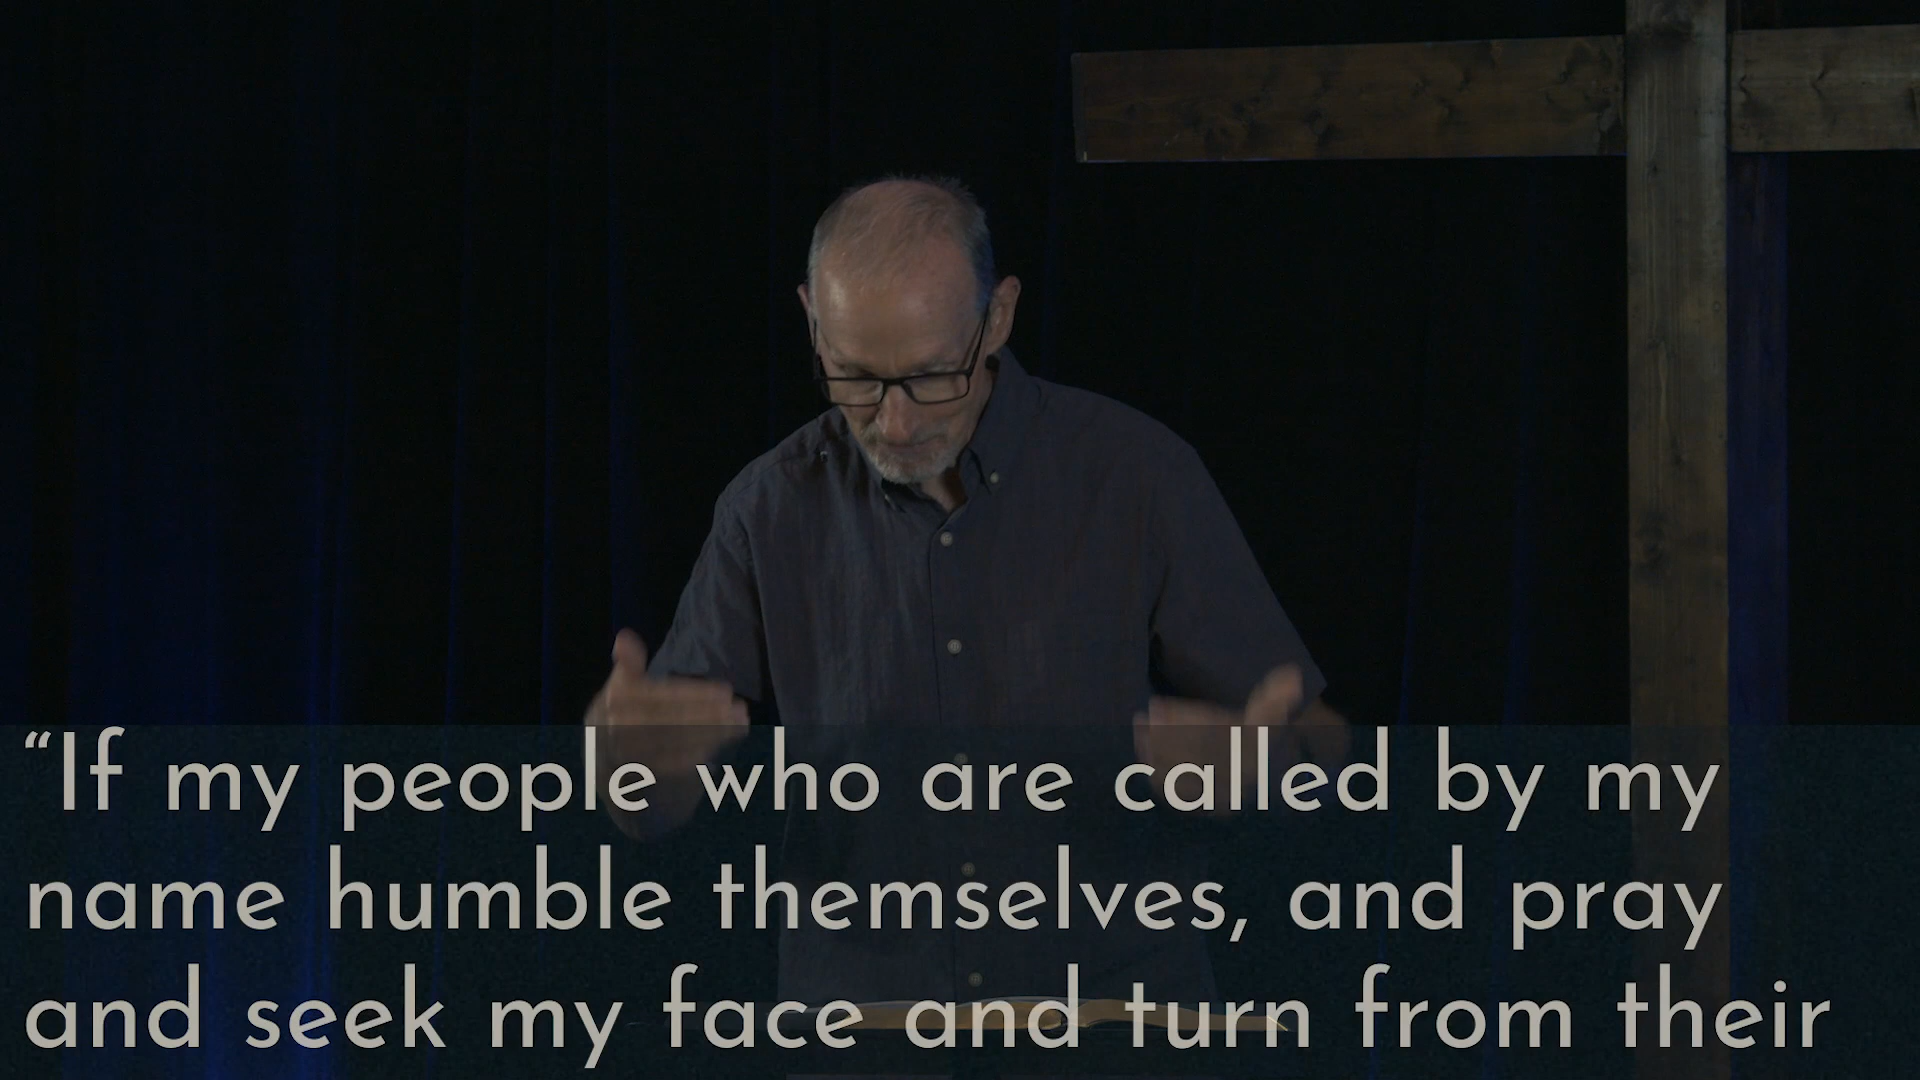 “If my people who are called by my
name humble themselves, and pray
and seek my face and turn from their